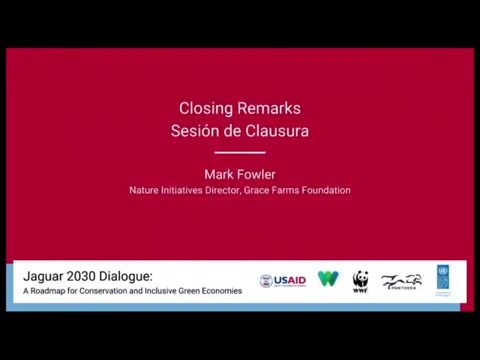 Closing Remarks
Sesión de Clausura
Mark Fowler
Nature Initiatives Director, Grace Farms Foundation
Jaguar 2030 Dialogue:
A Roadmap for Conservation and Inclusive Green Economies
USAID
WWF
PANTHERA